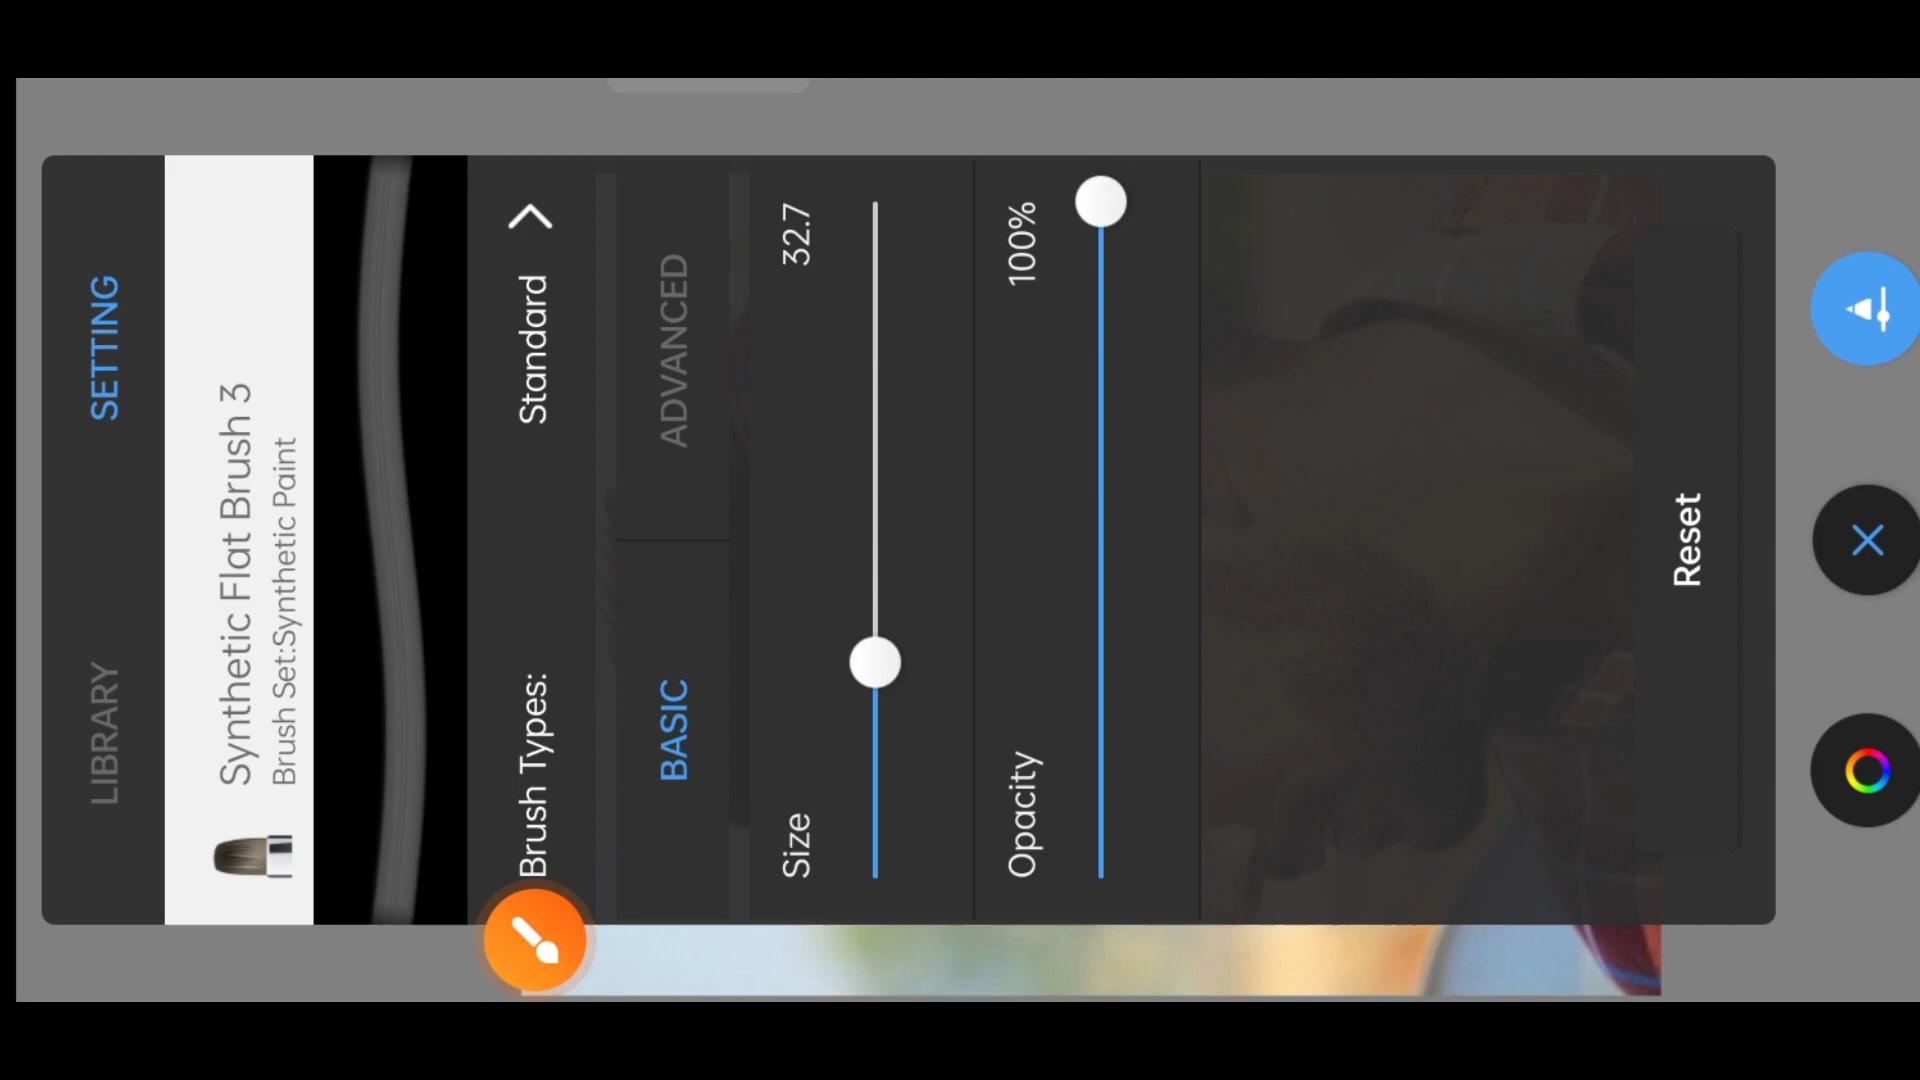 LIBRARY SETTING
Synthetic Flat Brush 3
Brush Set:Synthetic Paint
Brush Types: Standard
BASIC ADVANCED
Size 32.7
Opacity 100%
Reset